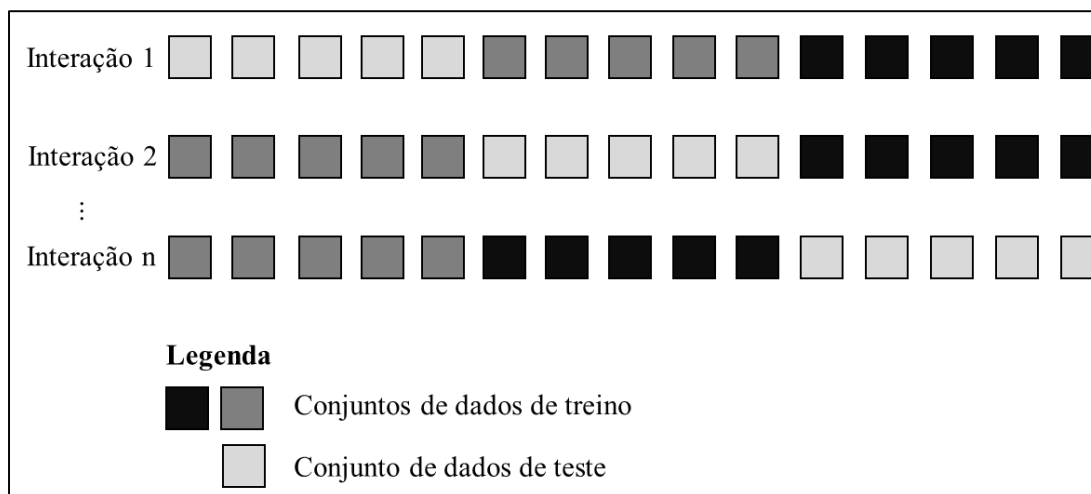 Interação 1
Interação 2
⋮
Interação n
Legenda
Conjuntos de dados de treino
Conjunto de dados de teste